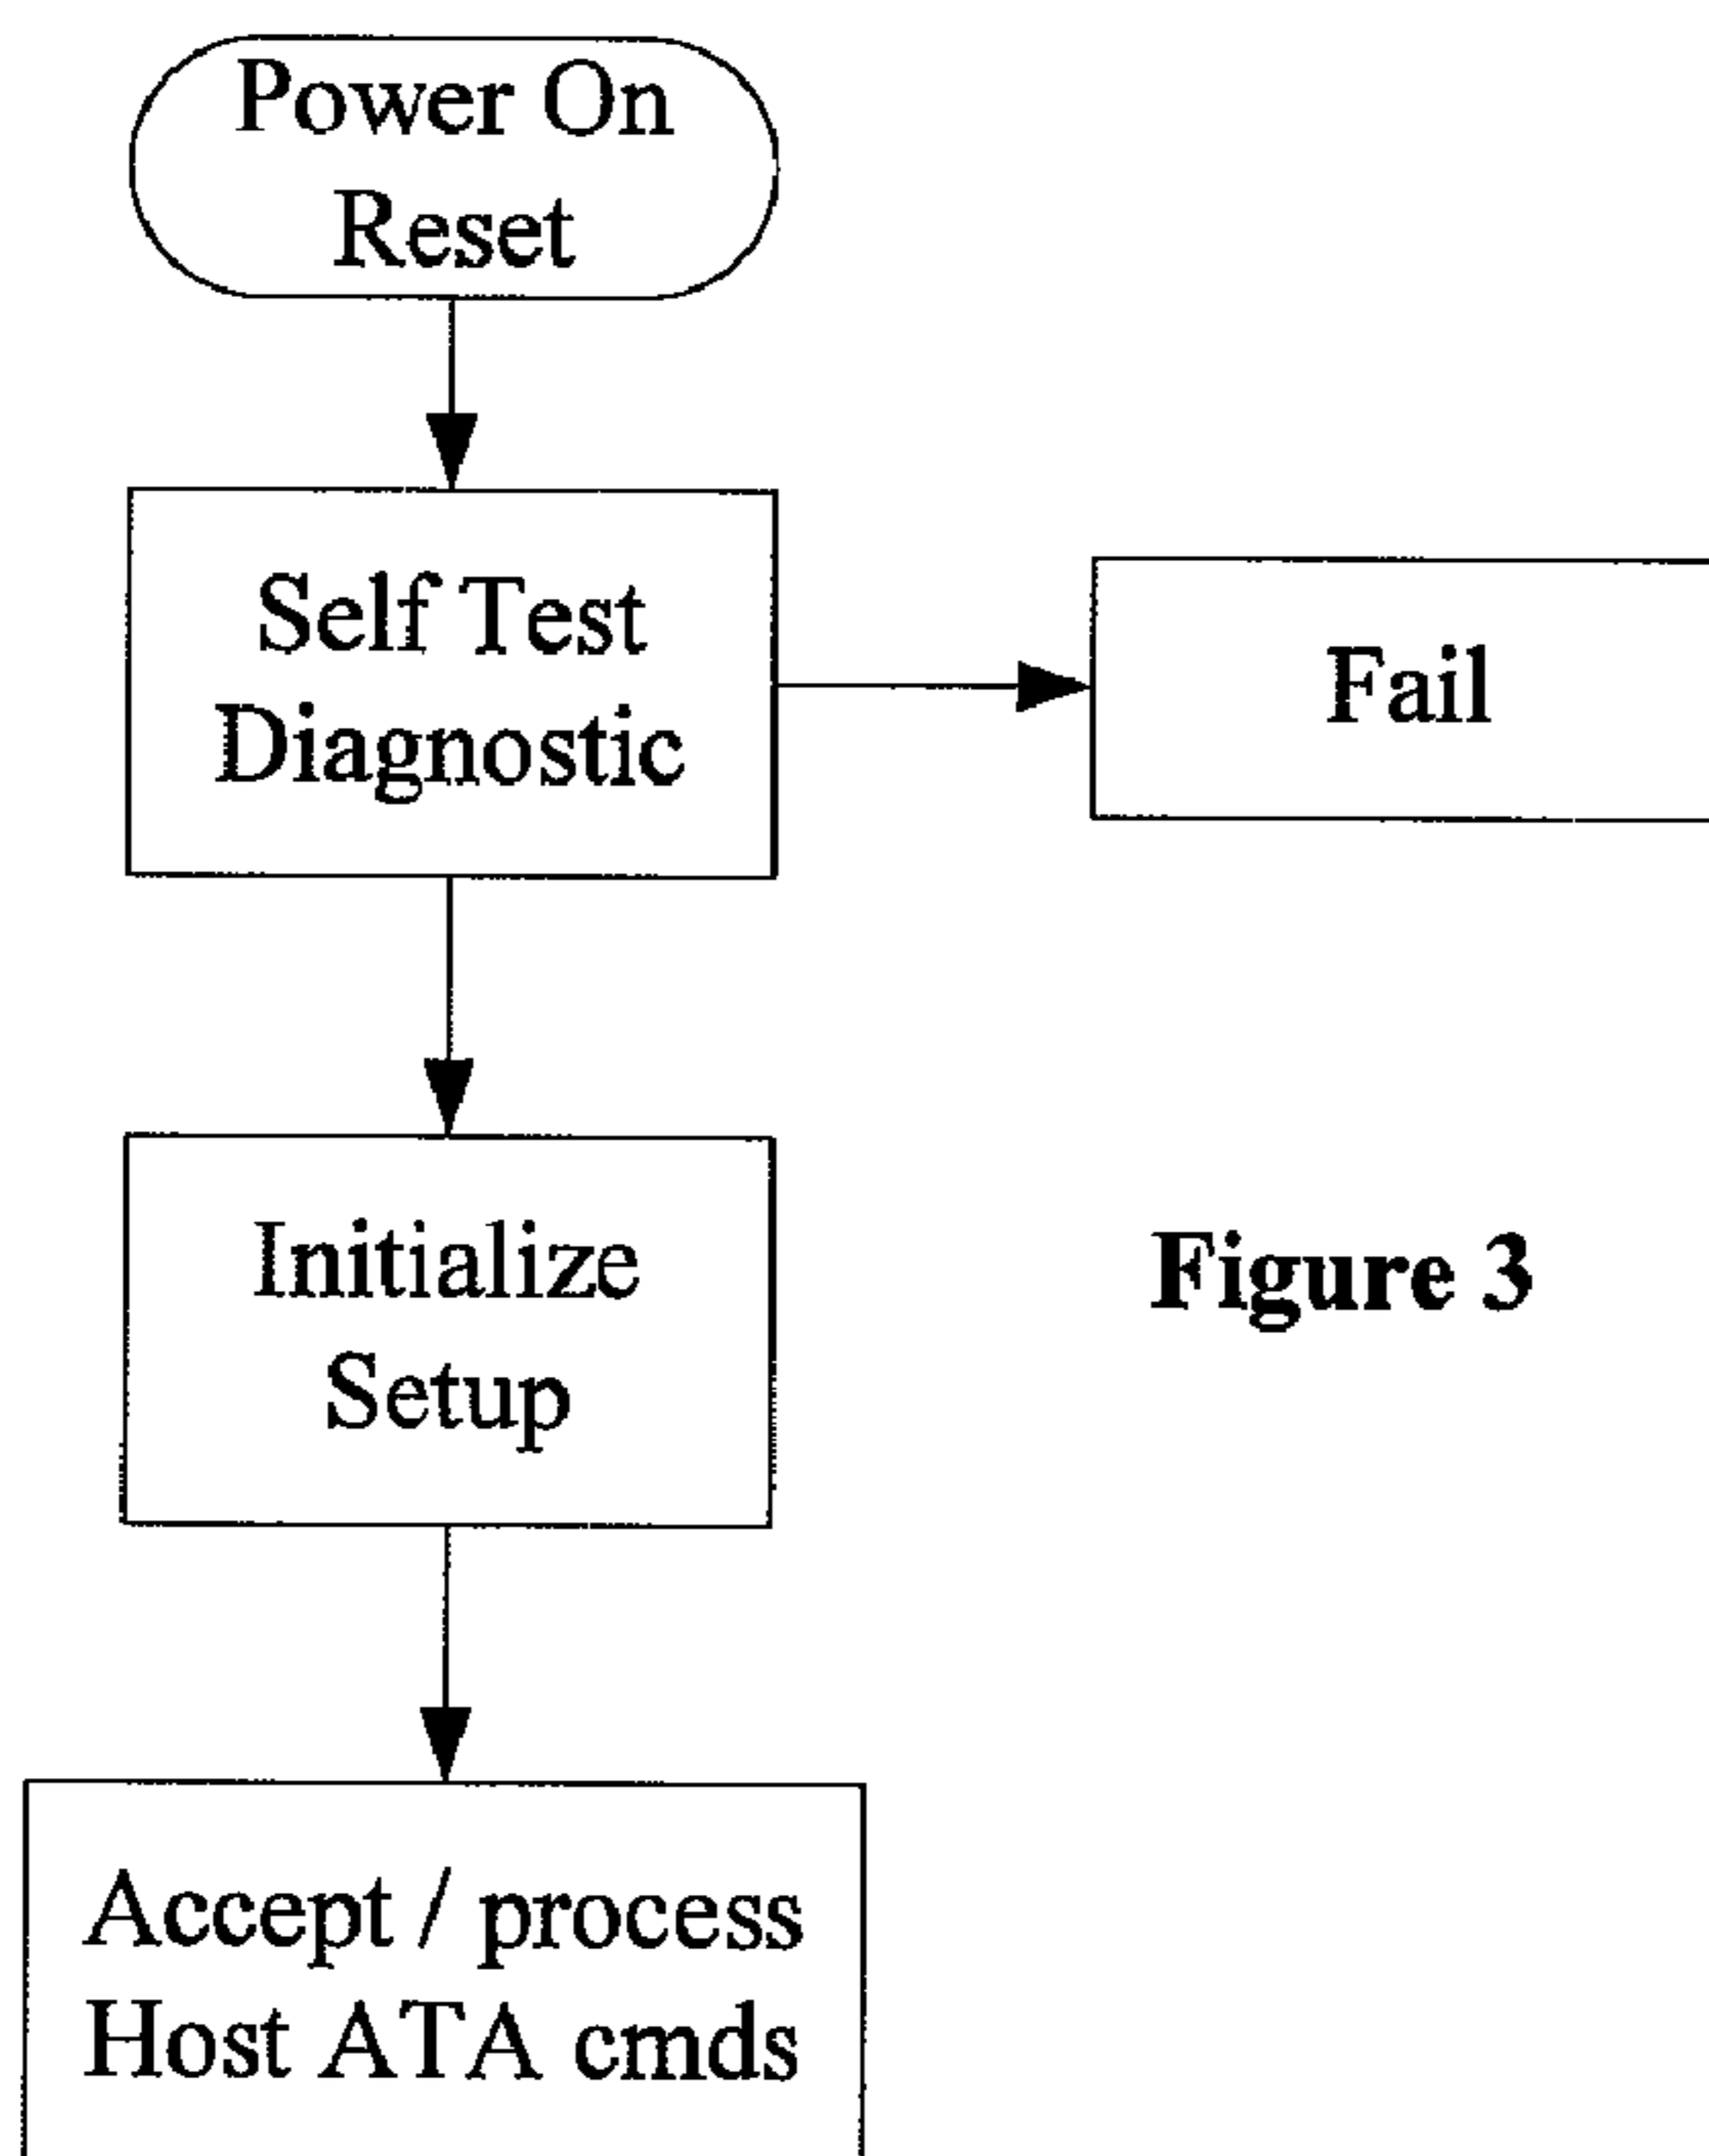 Power On
Reset
Self Test
Diagnostic
Fail
Initialize
Setup
Figure 3
Accept / process
Host ATA cmds